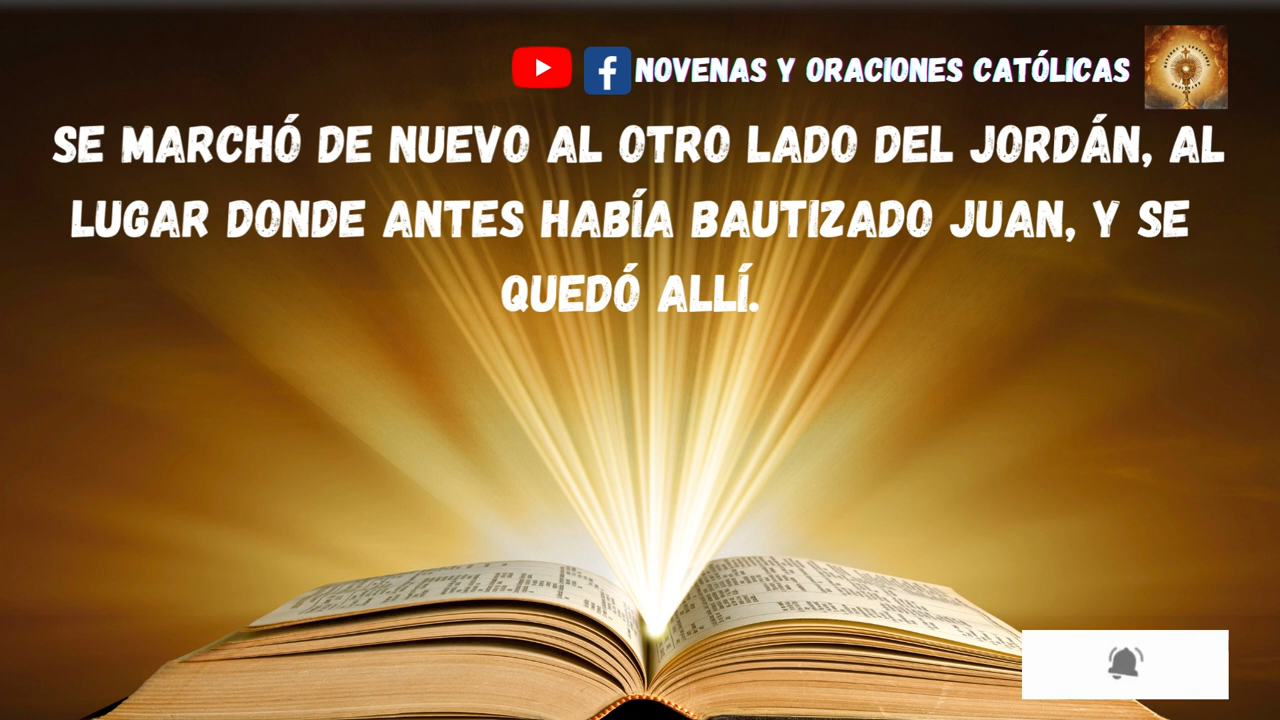 NOVENAS Y ORACIONES CATÓLICAS
SE MARCHÓ DE NUEVO AL OTRO LADO DEL JORDÁN, AL
LUGAR DONDE ANTES HABÍA BAUTIZADO JUAN, Y SE
QUEDÓ ALLÍ.